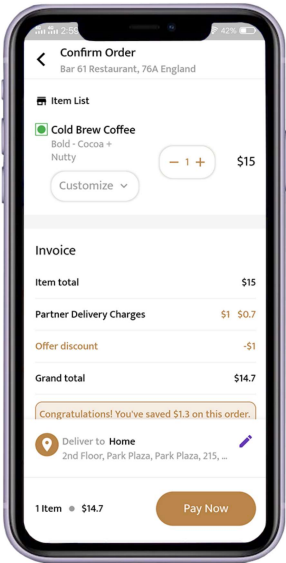 2:55
42%
Confirm Order
Bar 61 Restaurant, 76A England
Item List
Cold Brew Coffee
Bold · Cocoa +
Nutty
− 1 +
$15
Customize
Invoice
Item total $15
Partner Delivery Charges $1 $0.7
Offer discount -$1
Grand total $14.7
Congratulations! You've saved $1.3 on this order.
Deliver to Home
2nd Floor, Park Plaza, Park Plaza, 215, ...
1 Item $14.7
Pay Now